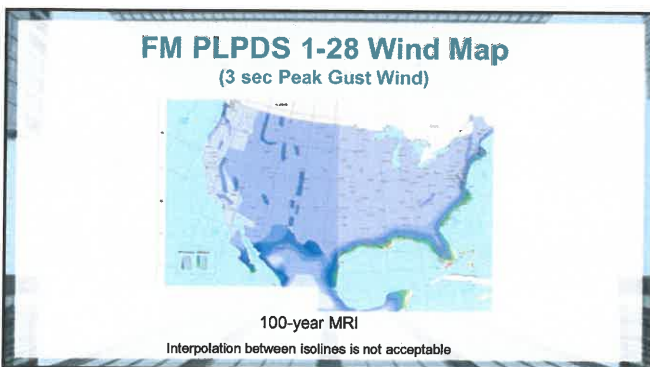 FM PLPDS 1-28 Wind Map
(3 sec Peak Gust Wind)
100-year MRI
Interpolation between isolines is not acceptable